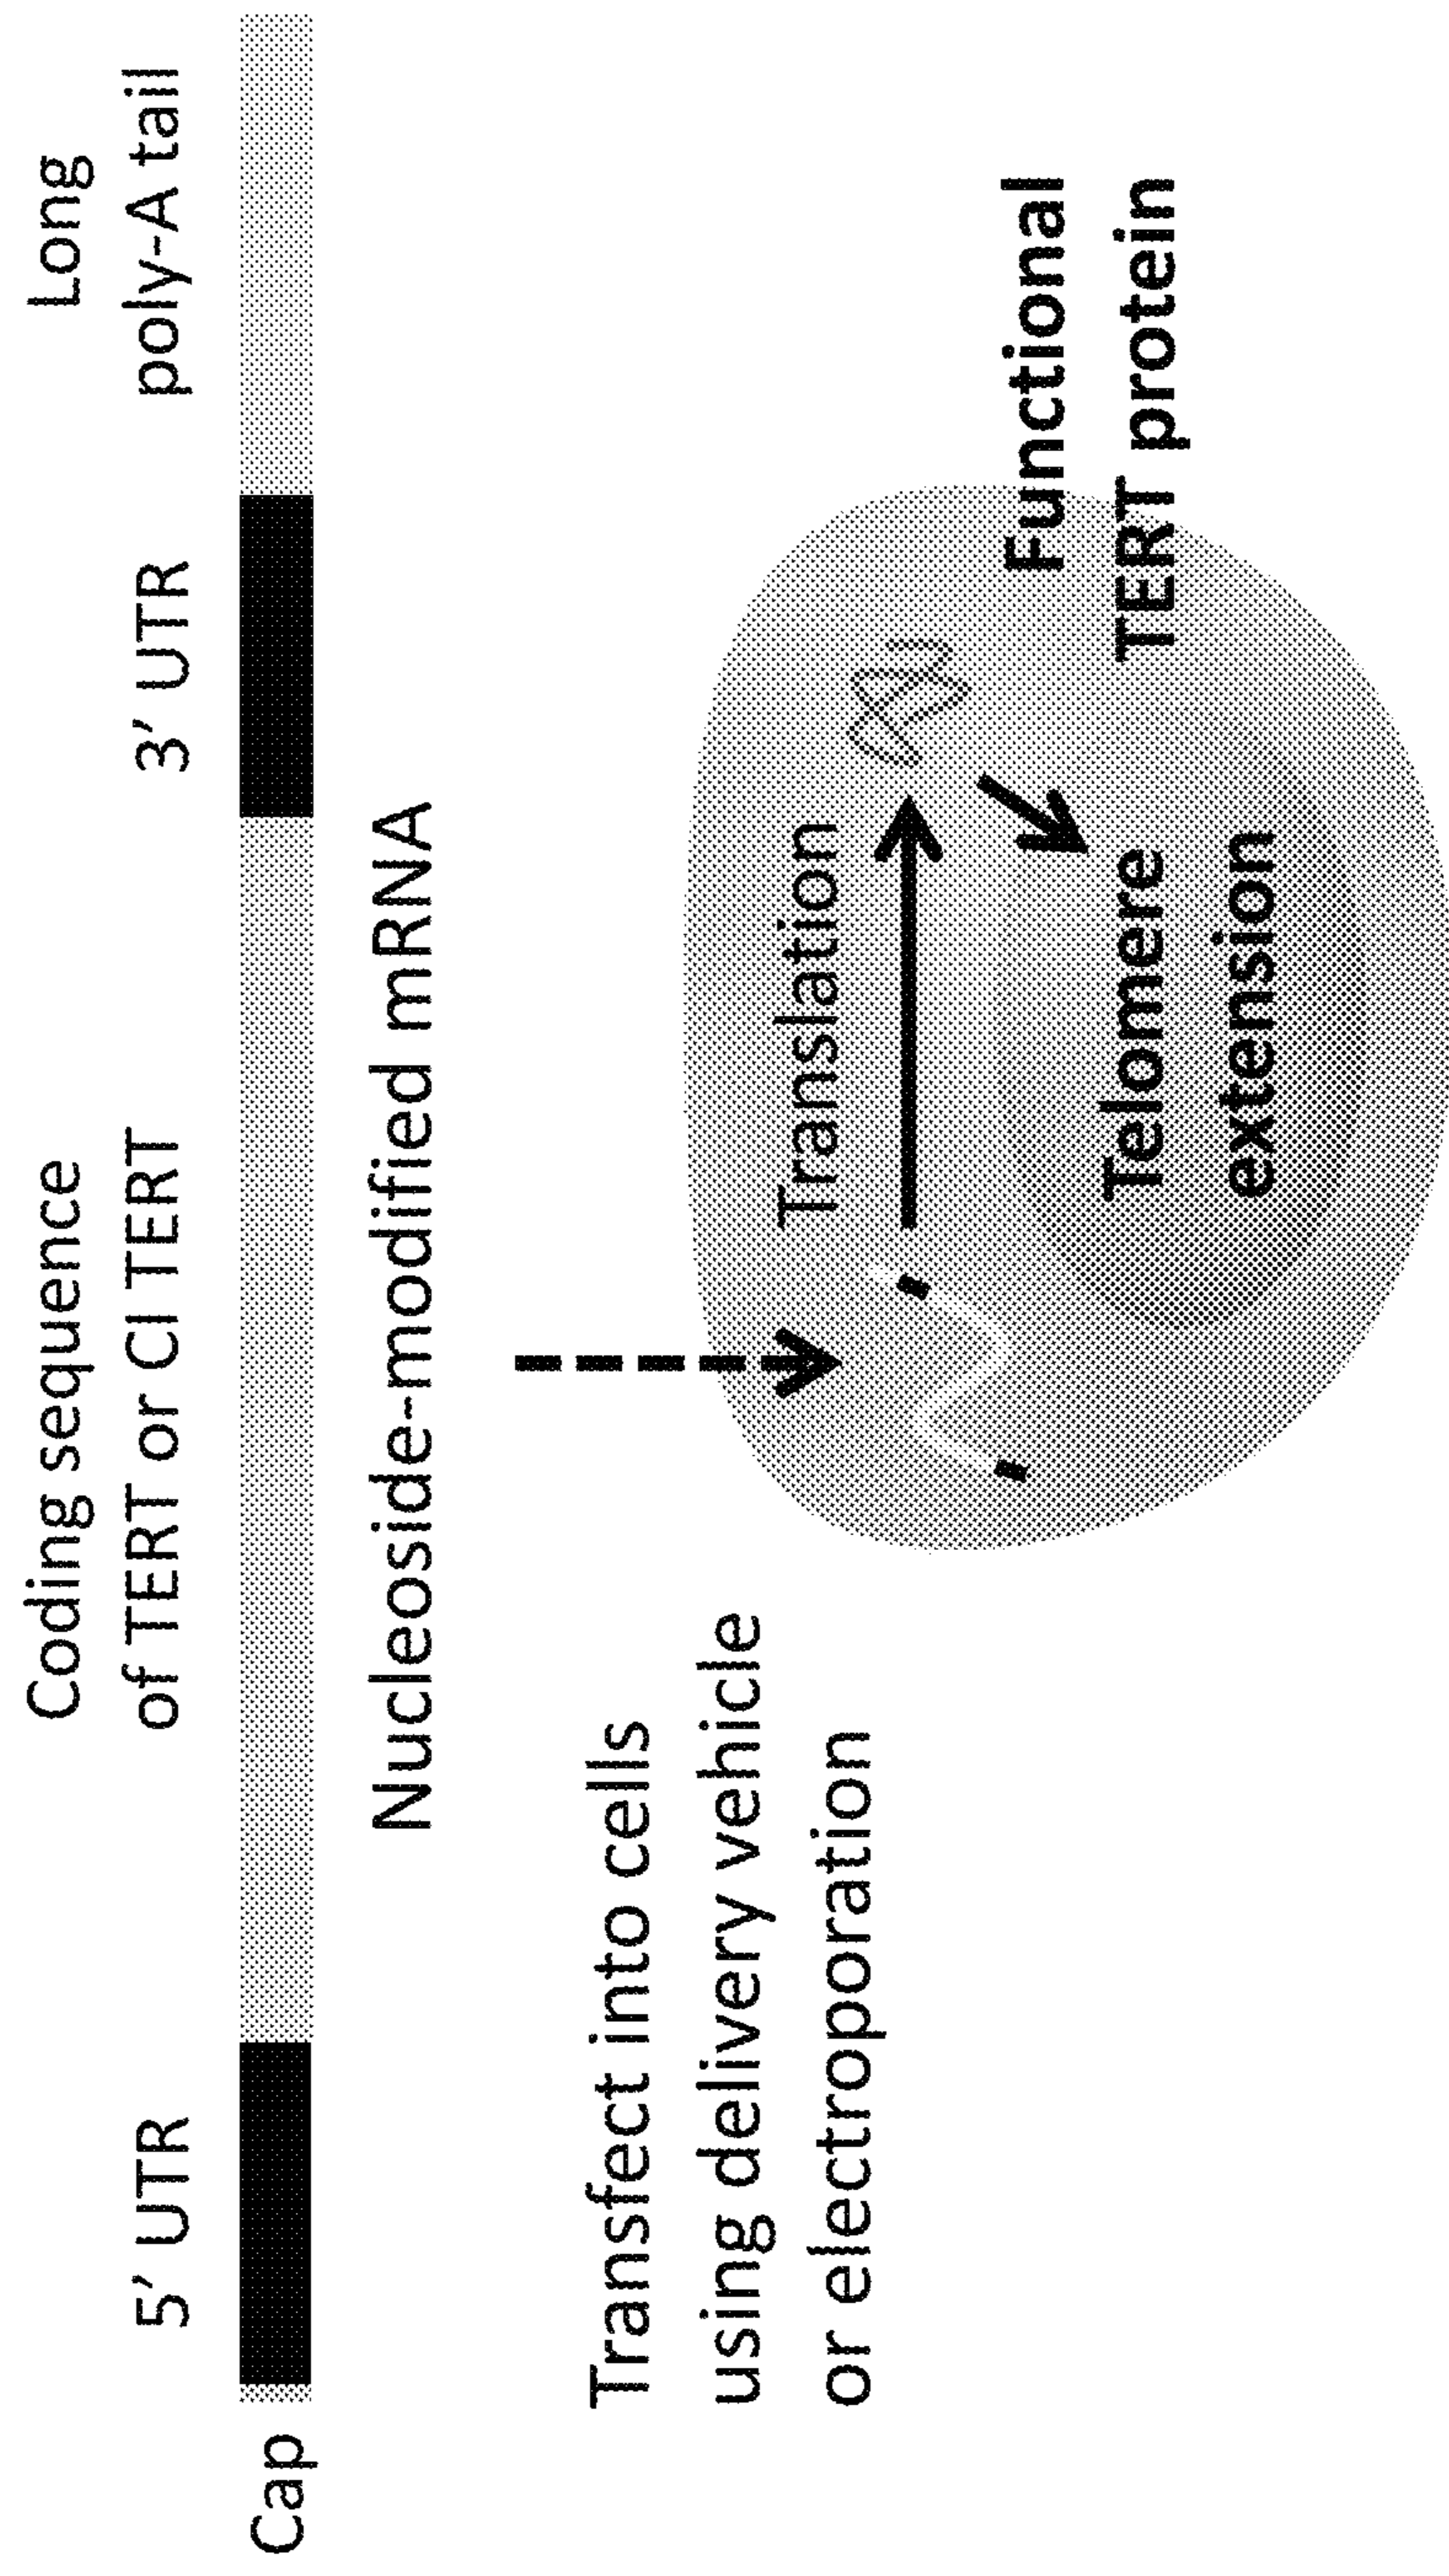 Coding sequence
of TERT or CI TERT
Long
poly-A tail
5′ UTR
3′ UTR
Cap
Nucleoside-modified mRNA
Transfect into cells
using delivery vehicle
or electroporation
Translation
Functional
TERT protein
Telomere
extension